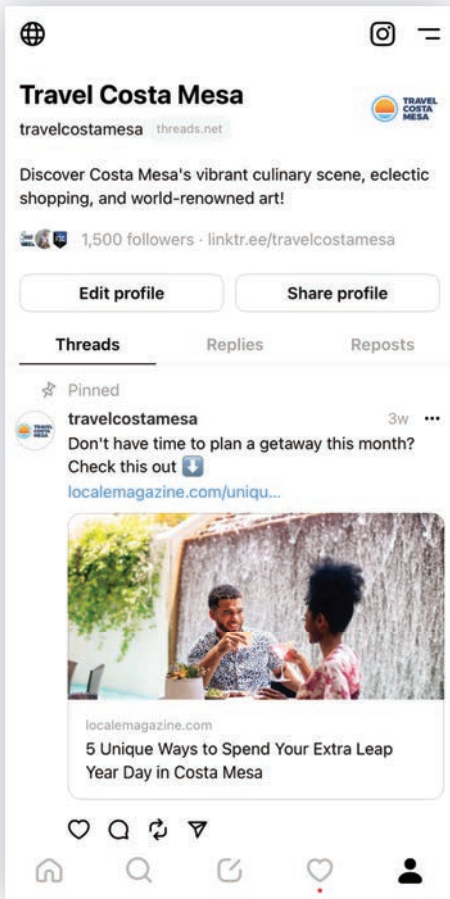 Travel Costa Mesa
TRAVEL
COSTA
MESA
travelcostamesa threads.net
Discover Costa Mesa's vibrant culinary scene, eclectic
shopping, and world-renowned art!
1,500 followers · linktr.ee/travelcostamesa
Edit profile
Share profile
Threads
Replies
Reposts
Pinned
TRAVEL
COSTA
MESA
travelcostamesa 3w
Don't have time to plan a getaway this month?
Check this out ⬇️
localemagazine.com/uniqu...
localemagazine.com
5 Unique Ways to Spend Your Extra Leap
Year Day in Costa Mesa